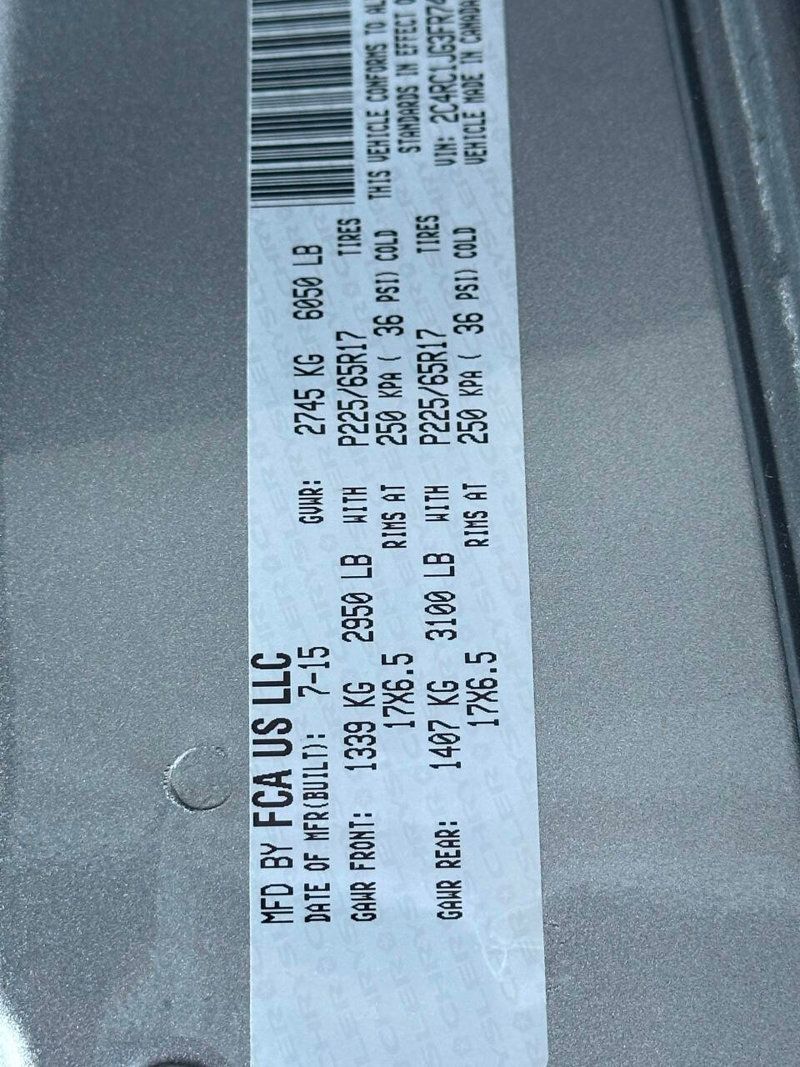 MFD BY FCA US LLC
DATE OF MFR(BUILT): 7-15 GVWR: 2745 KG 6050 LB
GAWR FRONT: 1339 KG 2950 LB WITH P225/65R17 TIRES
17X6.5 RIMS AT 250 KPA ( 36 PSI) COLD
GAWR REAR: 1407 KG 3100 LB WITH P225/65R17 TIRES
17X6.5 RIMS AT 250 KPA ( 36 PSI) COLD
THIS VEHICLE CONFORMS TO
STANDARDS IN EFFECT
VIN: 2C4RC1JG3FR7
VEHICLE MADE IN CANADA
CHRYSLER